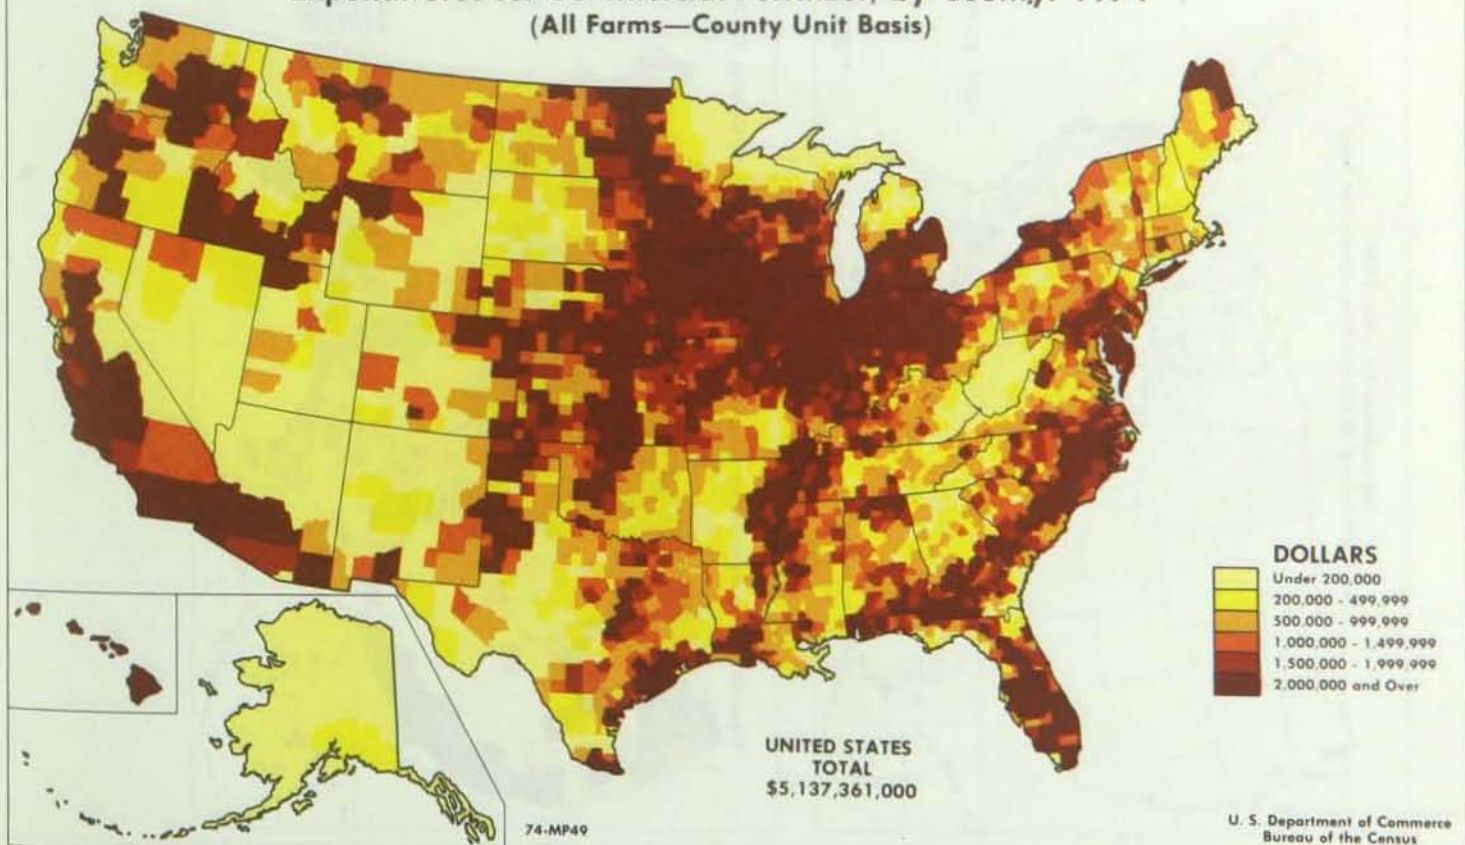 (All Farms—County Unit Basis)
DOLLARS
Under 200,000
200,000 - 499,999
500,000 - 999,999
1,000,000 - 1,499,999
1,500,000 - 1,999,999
2,000,000 and Over
UNITED STATES
TOTAL
$5,137,361,000
74-MP49
U. S. Department of Commerce
Bureau of the Census